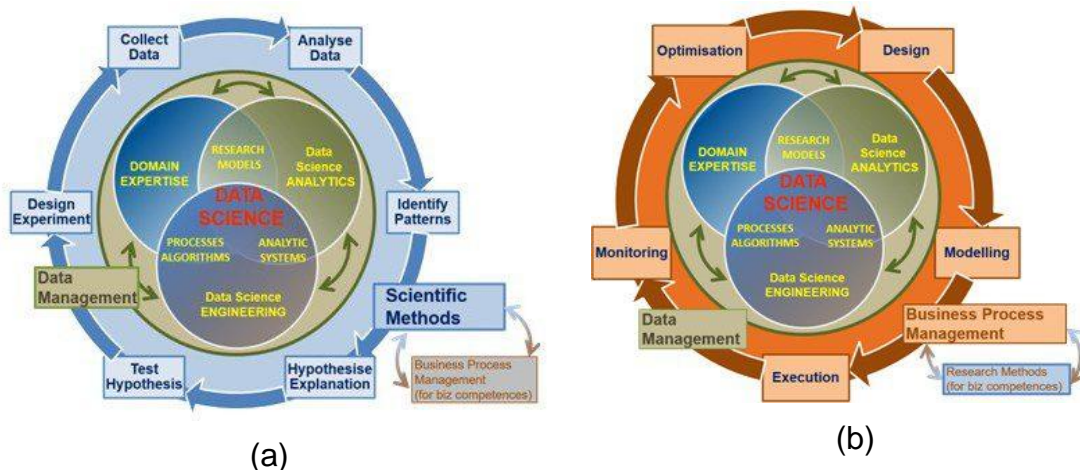 Collect
Data
Analyse
Data
DOMAIN
EXPERTISE
RESEARCH
MODELS
Data
Science
ANALYTICS
DATA
SCIENCE
Design
Experiment
Identify
Patterns
PROCESSES
ALGORITHMS
ANALYTIC
SYSTEMS
Data
Management
Data Science
ENGINEERING
Scientific
Methods
Test
Hypothesis
Hypothesise
Explanation
Business Process
Management
(for biz competences)
(a)
Optimisation
Design
DOMAIN
EXPERTISE
RESEARCH
MODELS
Data
Science
ANALYTICS
DATA
SCIENCE
PROCESSES
ALGORITHMS
ANALYTIC
SYSTEMS
Monitoring
Modelling
Data Science
ENGINEERING
Data
Management
Business Process
Management
Execution
Research Methods
(for biz competences)
(b)